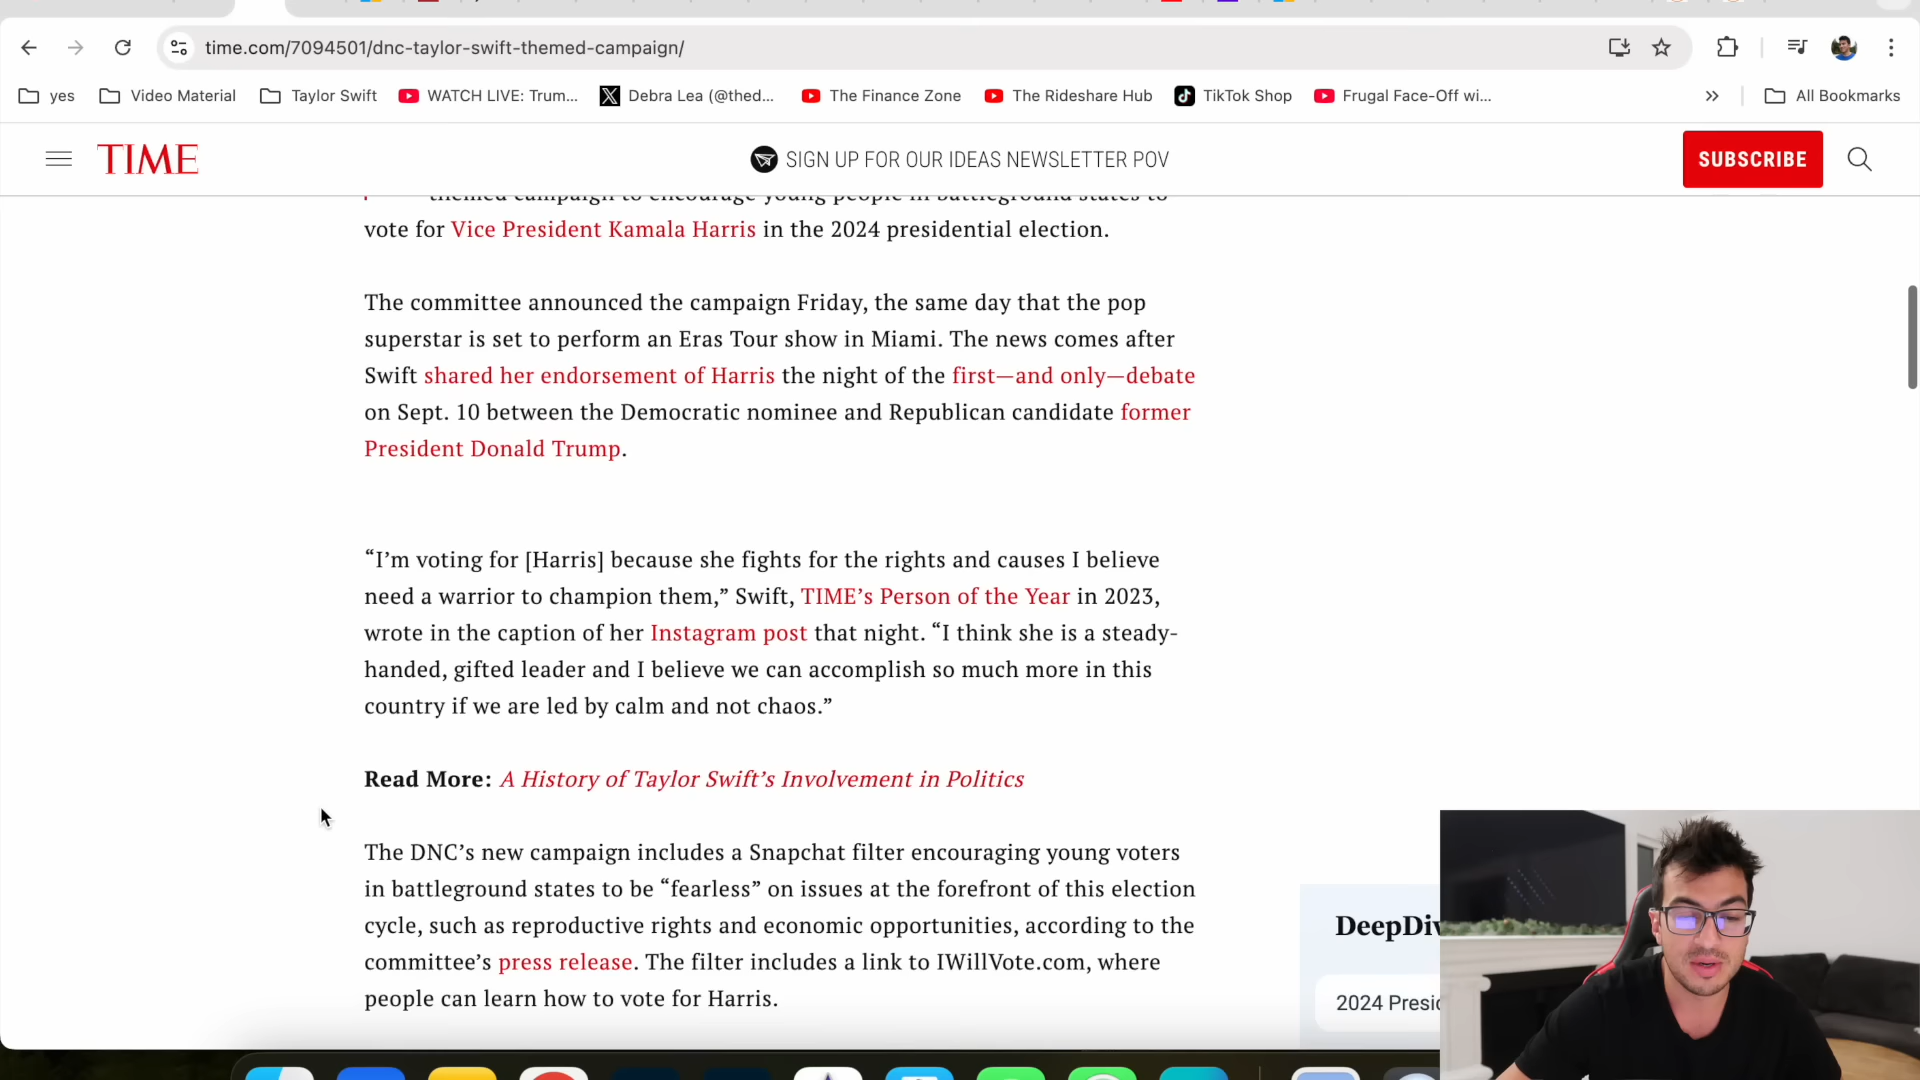 time.com/7094501/dnc-taylor-swift-themed-campaign/
yes
Video Material
Taylor Swift
WATCH LIVE: Trum...
Debra Lea (@thed...
The Finance Zone
The Rideshare Hub
TikTok Shop
Frugal Face-Off wi...
All Bookmarks
TIME
SIGN UP FOR OUR IDEAS NEWSLETTER POV
SUBSCRIBE
themed campaign to encourage young people in battleground states to
vote for Vice President Kamala Harris in the 2024 presidential election.
The committee announced the campaign Friday, the same day that the pop
superstar is set to perform an Eras Tour show in Miami. The news comes after
Swift shared her endorsement of Harris the night of the first—and only—debate
on Sept. 10 between the Democratic nominee and Republican candidate former
President Donald Trump.
“I’m voting for [Harris] because she fights for the rights and causes I believe
need a warrior to champion them,” Swift, TIME’s Person of the Year in 2023,
wrote in the caption of her Instagram post that night. “I think she is a steady-
handed, gifted leader and I believe we can accomplish so much more in this
country if we are led by calm and not chaos.”
Read More: A History of Taylor Swift’s Involvement in Politics
The DNC’s new campaign includes a Snapchat filter encouraging young voters
in battleground states to be “fearless” on issues at the forefront of this election
cycle, such as reproductive rights and economic opportunities, according to the
committee’s press release. The filter includes a link to IWillVote.com, where
people can learn how to vote for Harris.
DeepDiv
2024 Presid